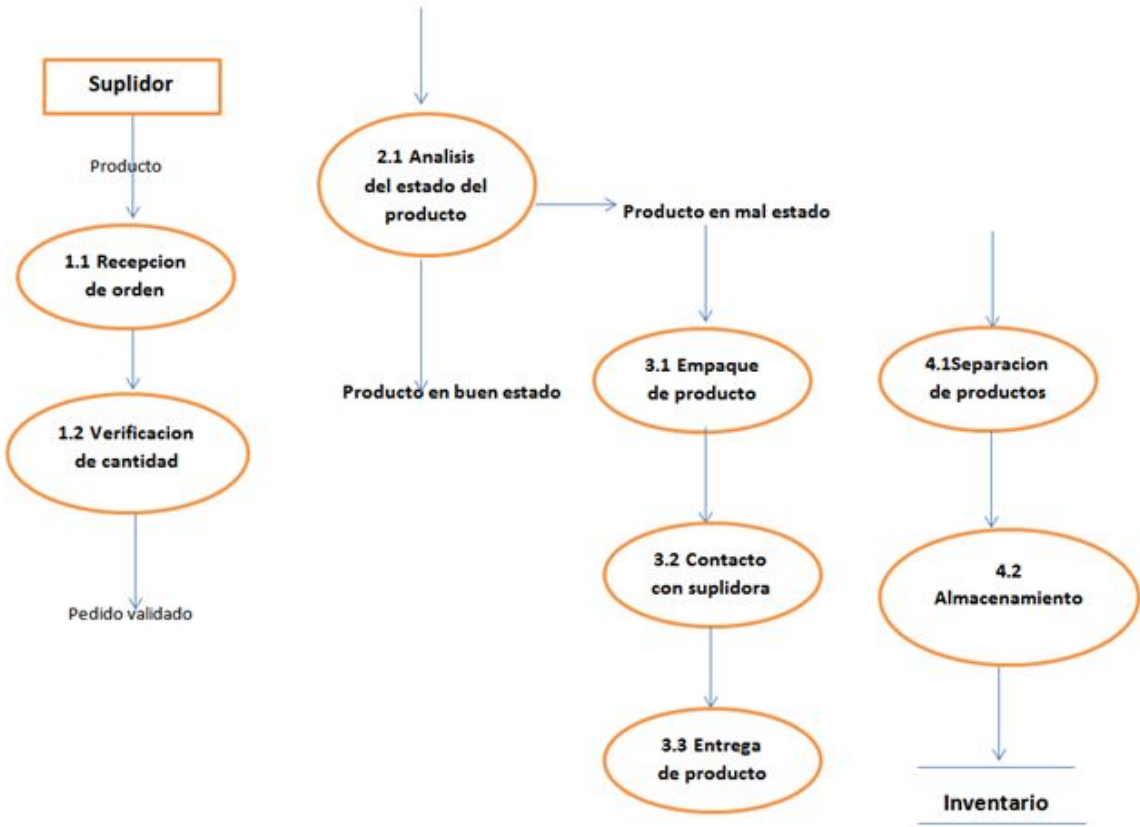 Suplidor
Producto
1.1 Recepcion
de orden
1.2 Verificacion
de cantidad
Pedido validado
2.1 Analisis
del estado del
producto
Producto en mal estado
Producto en buen estado
3.1 Empaque
de producto
3.2 Contacto
con suplidora
3.3 Entrega
de producto
4.1Separacion
de productos
4.2
Almacenamiento
Inventario